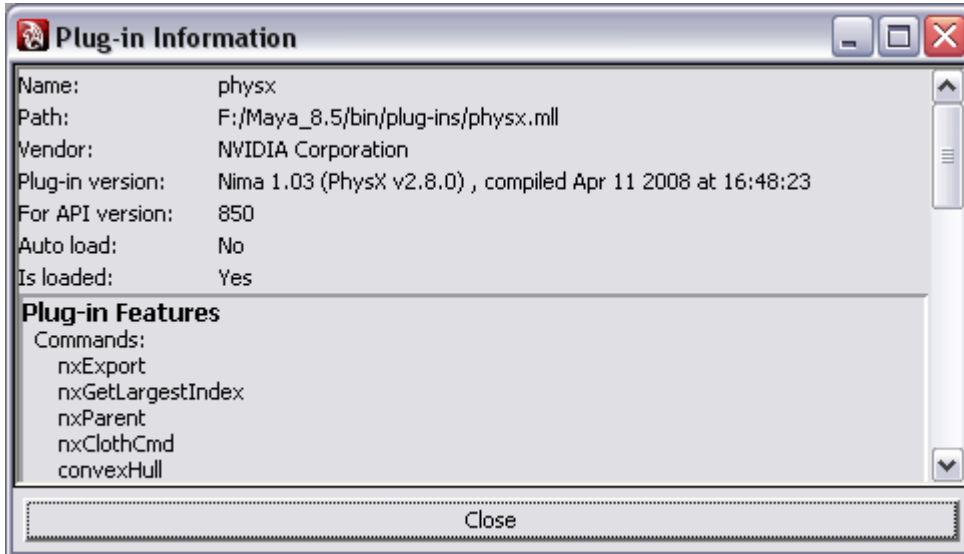 Plug-in Information
Name: physx
Path: F:/Maya_8.5/bin/plug-ins/physx.mll
Vendor: NVIDIA Corporation
Plug-in version: Nima 1.03 (PhysX v2.8.0) , compiled Apr 11 2008 at 16:48:23
For API version: 850
Auto load: No
Is loaded: Yes
Plug-in Features
Commands:
nxExport
nxGetLargestIndex
nxParent
nxClothCmd
convexHull
Close